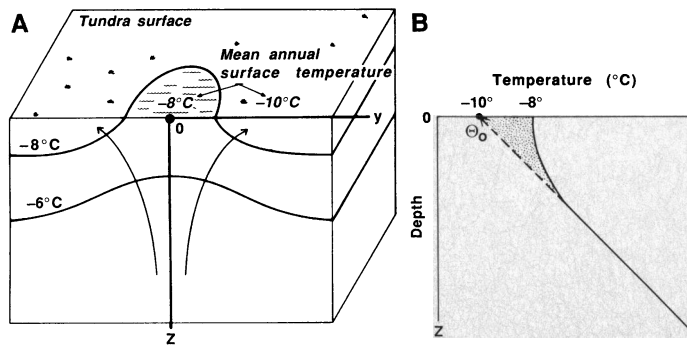 A
Tundra surface
Mean annual
surface temperature
–8°C
–10°C
0
y
–8°C
–6°C
Z
B
Temperature (°C)
–10° –8°
0
Θo
Depth
Z